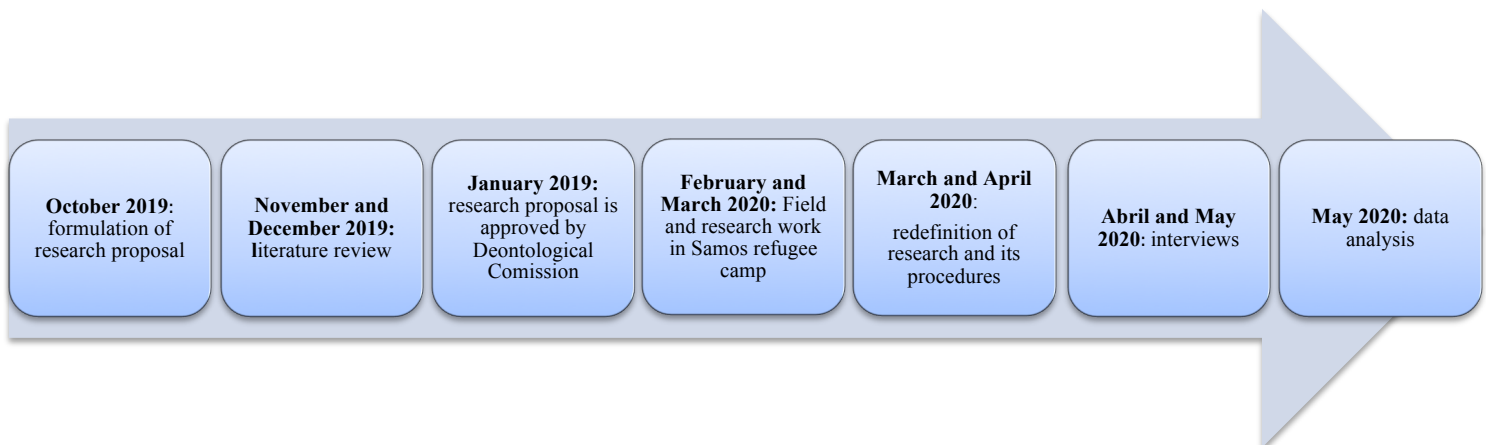 October 2019:
formulation of
research proposal
November and
December 2019:
literature review
January 2019:
research proposal is
approved by
Deontological
Comission
February and
March 2020: Field
and research work
in Samos refugee
camp
March and April
2020:
redefinition of
research and its
procedures
Abril and May
2020: interviews
May 2020: data
analysis